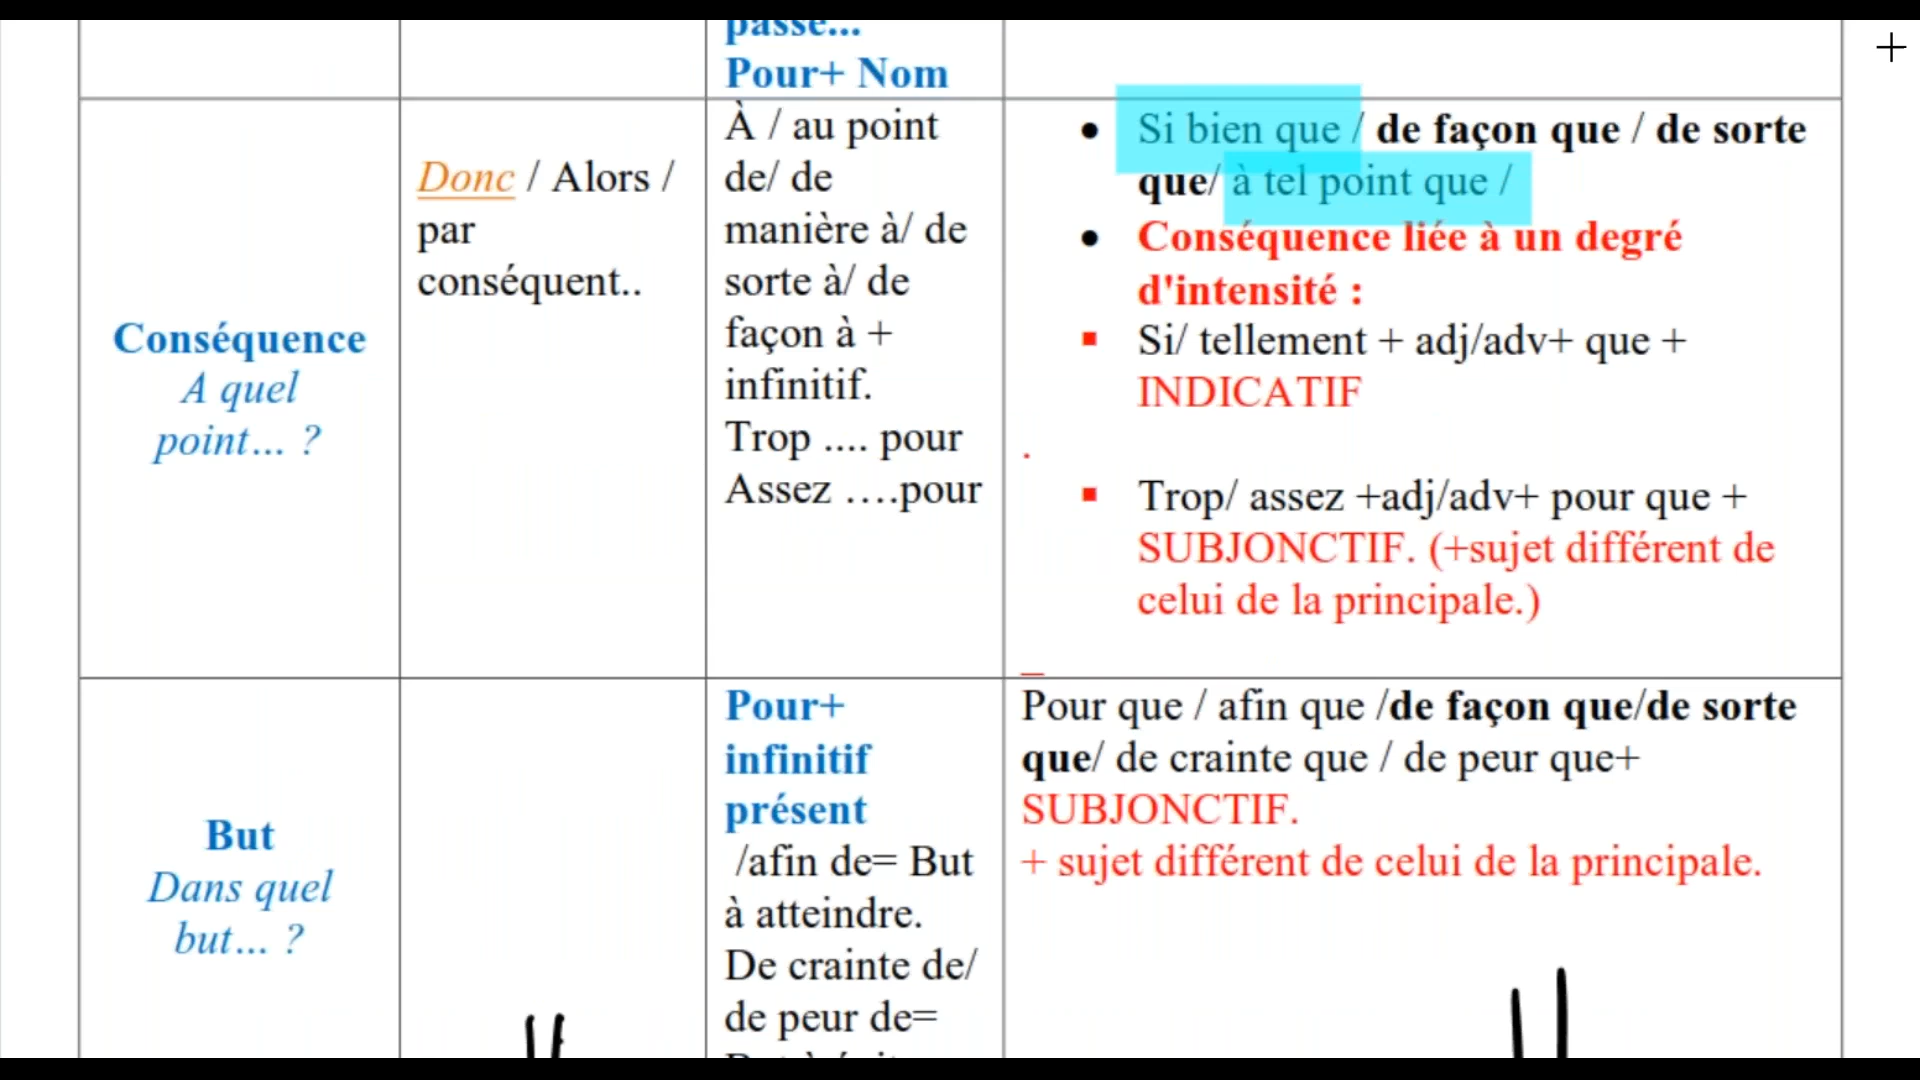 passé...
Pour+ Nom
Conséquence
A quel
point... ?
Donc / Alors /
par
conséquent..
À / au point
de/ de
manière à/ de
sorte à/ de
façon à +
infinitif.
Trop .... pour
Assez ….pour
• Si bien que / de façon que / de sorte
que/ à tel point que /
• Conséquence liée à un degré
d'intensité :
▪ Si/ tellement + adj/adv+ que +
INDICATIF
.
▪ Trop/ assez +adj/adv+ pour que +
SUBJONCTIF. (+sujet différent de
celui de la principale.)
_
But
Dans quel
but... ?
Pour+
infinitif
présent
/afin de= But
à atteindre.
De crainte de/
de peur de=
Pour que / afin que /de façon que/de sorte
que/ de crainte que / de peur que+
SUBJONCTIF.
+ sujet différent de celui de la principale.